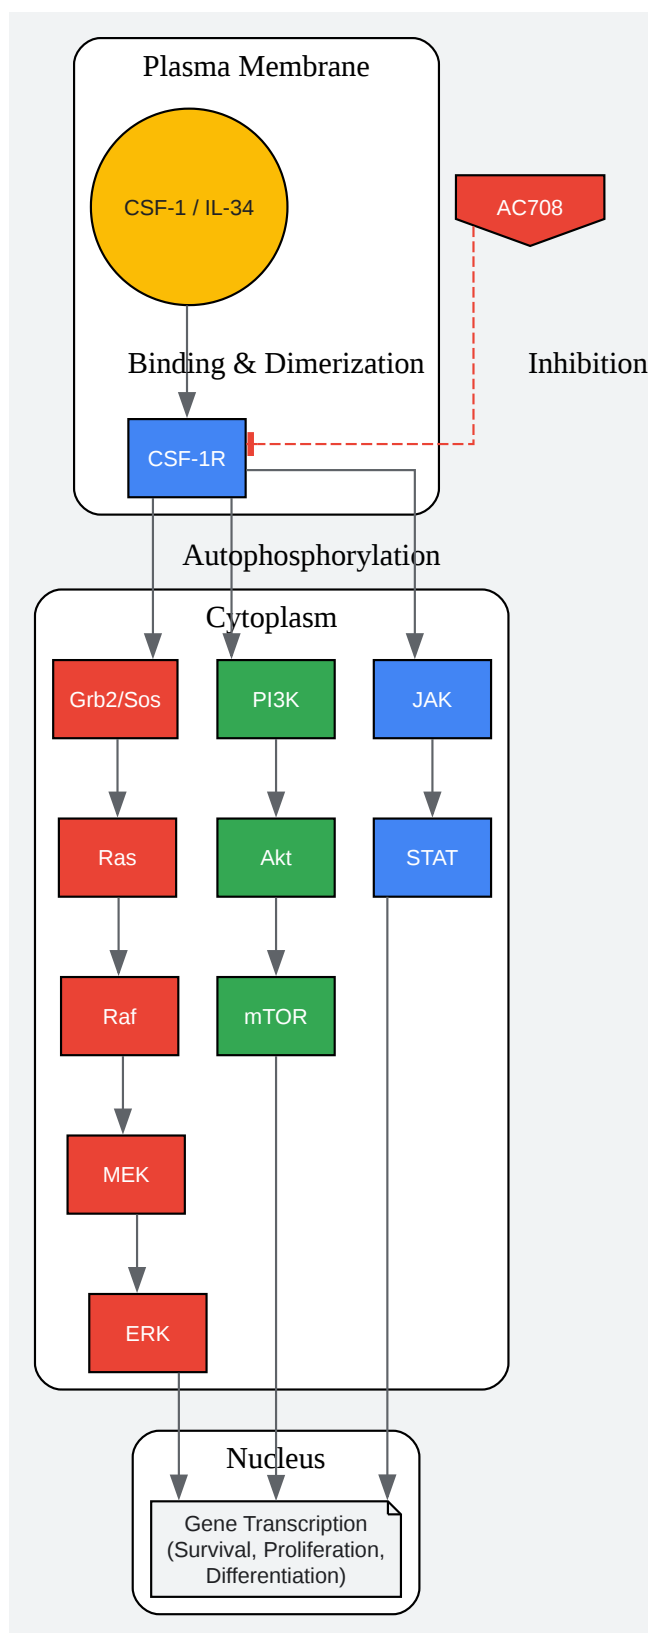 Plasma Membrane
CSF-1 / IL-34
AC708
Binding & Dimerization
Inhibition
CSF-1R
Autophosphorylation
Cytoplasm
Grb2/Sos
PI3K
JAK
Ras
Akt
STAT
Raf
mTOR
MEK
ERK
Nucleus
Gene Transcription
(Survival, Proliferation,
Differentiation)